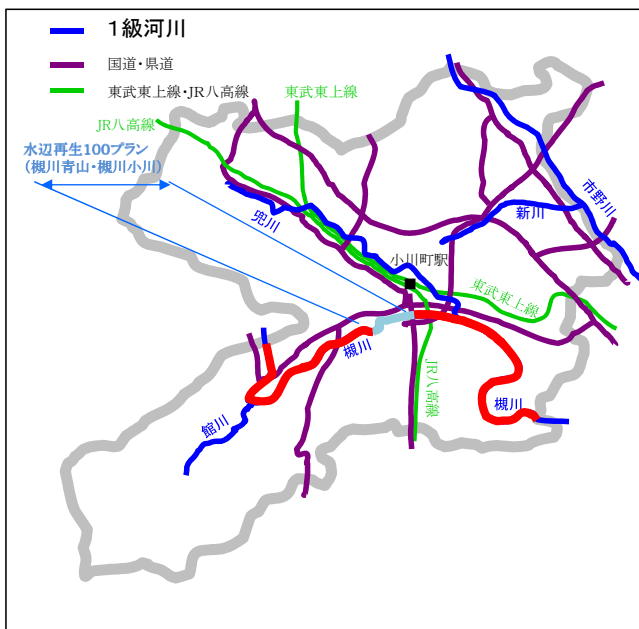 1級河川
国道・県道
東武東上線・JR八高線
東武東上線
JR八高線
水辺再生100プラン
(槻川青山・槻川小川)
兜川
新川
市野川
小川町駅
東武東上線
槻川
JR八高線
槻川
館川